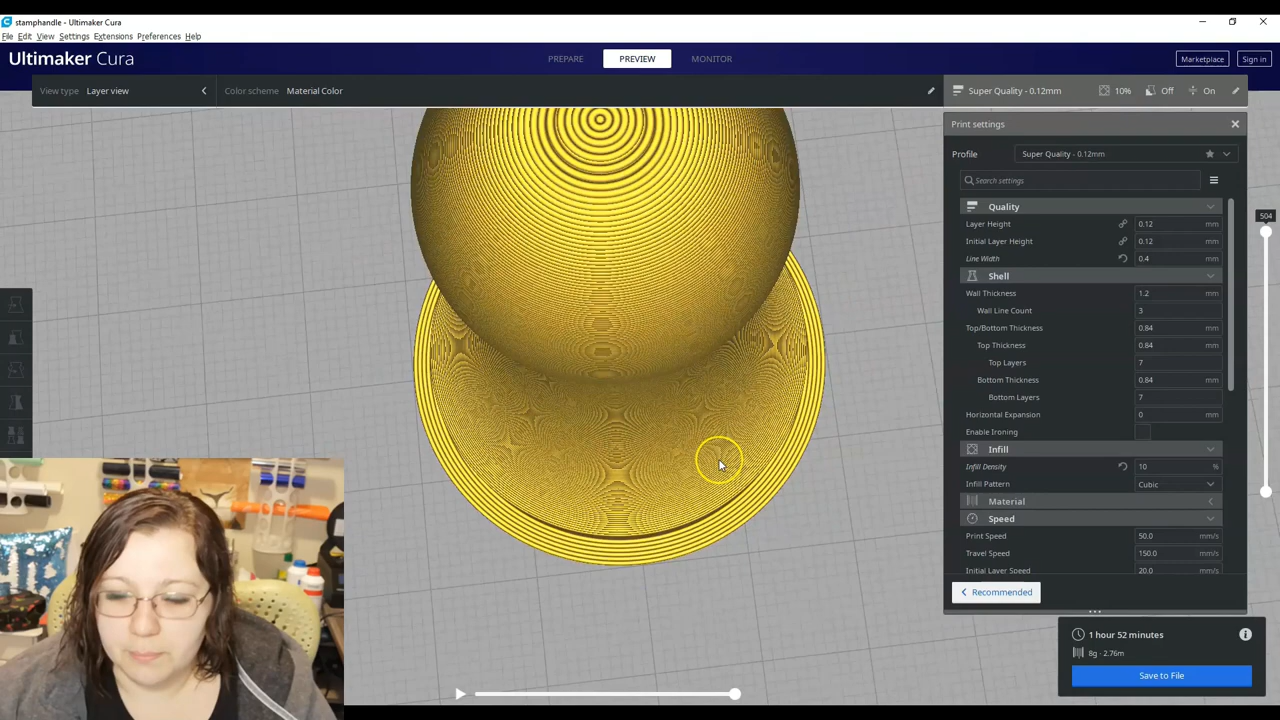 stamphandle - Ultimaker Cura
File Edit View Settings Extensions Preferences Help
Ultimaker Cura PREPARE PREVIEW MONITOR Marketplace Sign in
View type Layer view Color scheme Material Color Super Quality - 0.12mm 10% Off On
Print settings
Profile Super Quality - 0.12mm
Search settings
Quality
504
Layer Height 0.12 mm
Initial Layer Height 0.12 mm
Line Width 0.4 mm
Shell
Wall Thickness 1.2 mm
Wall Line Count 3
Top/Bottom Thickness 0.84 mm
Top Thickness 0.84 mm
Top Layers 7
Bottom Thickness 0.84 mm
Bottom Layers 7
Horizontal Expansion 0 mm
Enable Ironing
Infill
Infill Density 10 %
Infill Pattern Cubic
Material
Speed
Print Speed 50.0 mm/s
Travel Speed 150.0 mm/s
Initial Layer Speed 20.0 mm/s
Recommended
1 hour 52 minutes
8g · 2.76m
Save to File